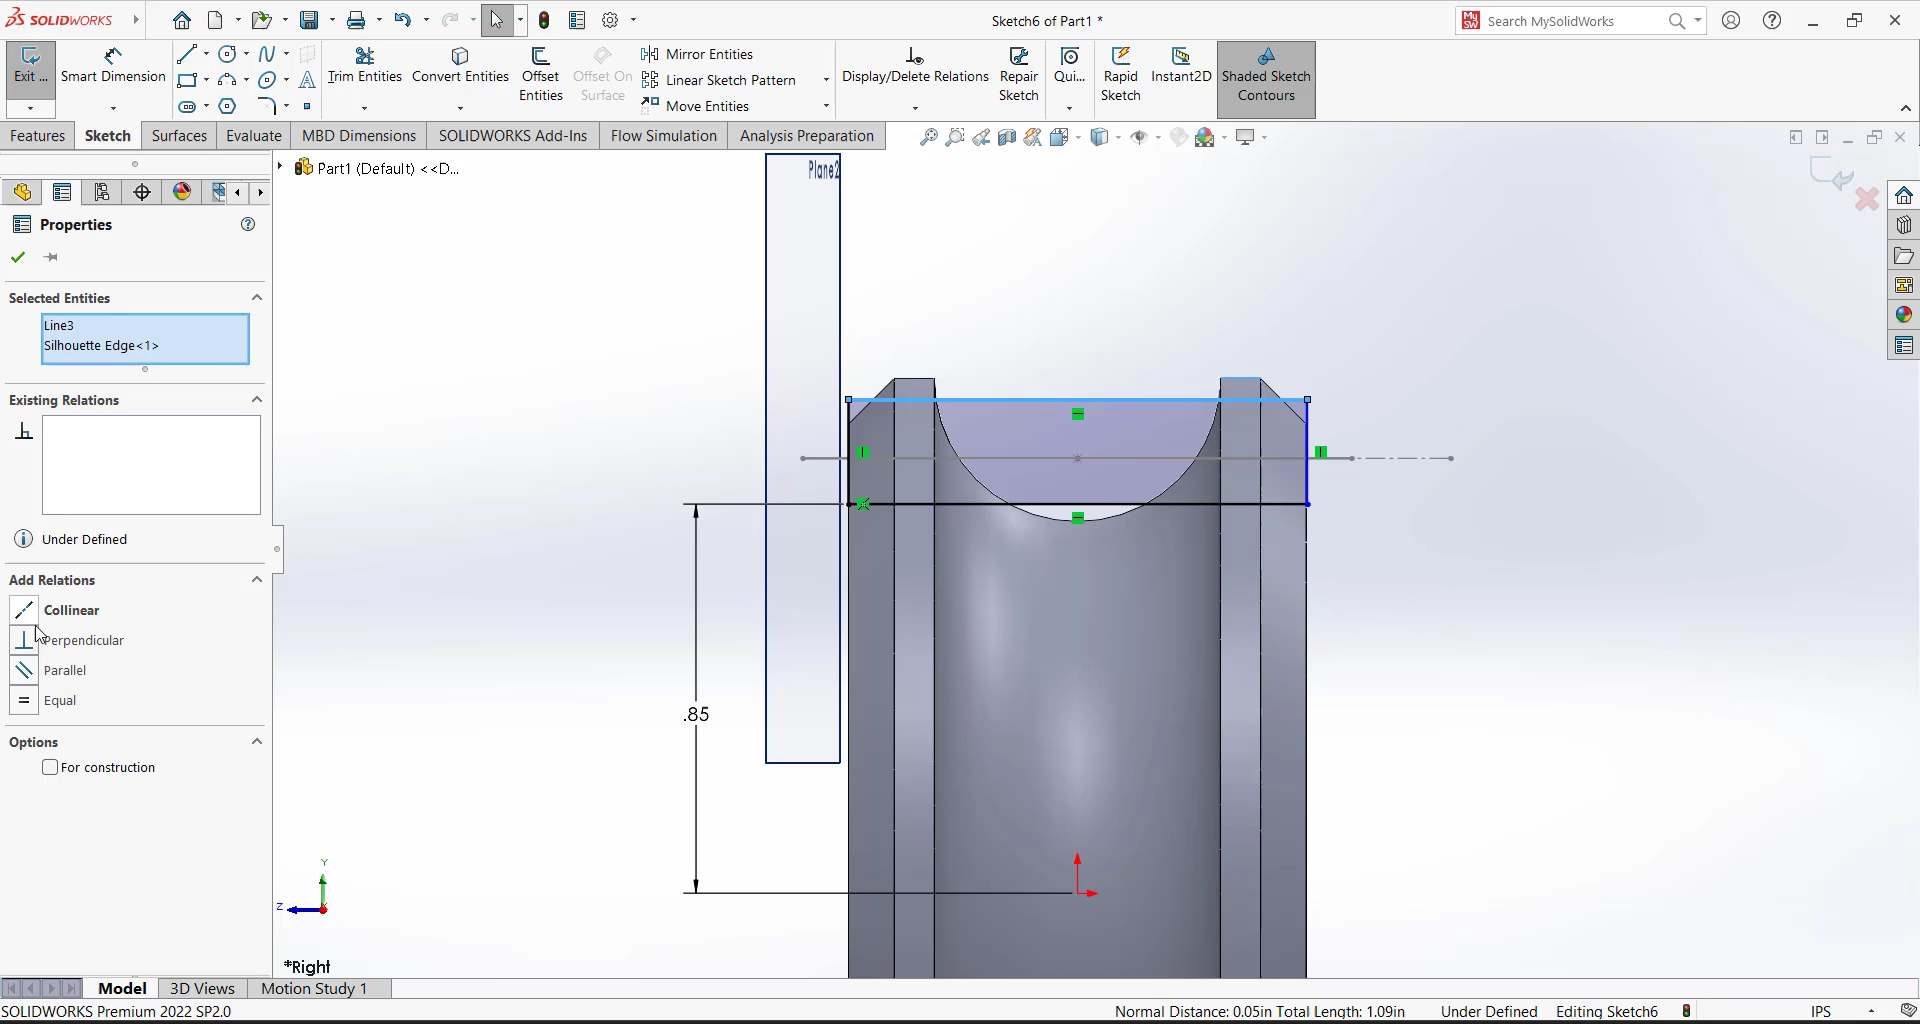 SOLIDWORKS
Sketch6 of Part1 *
Search MySolidWorks
Exit ...
Smart Dimension
Trim Entities
Convert Entities
Offset Entities
Offset On Surface
Mirror Entities
Linear Sketch Pattern
Move Entities
Display/Delete Relations
Repair Sketch
Qui...
Rapid Sketch
Instant2D
Shaded Sketch Contours
Features
Sketch
Surfaces
Evaluate
MBD Dimensions
SOLIDWORKS Add-Ins
Flow Simulation
Analysis Preparation
Part1 (Default) <<D...
Plane2
Properties
Selected Entities
Line3
Silhouette Edge<1>
Existing Relations
Under Defined
Add Relations
Collinear
Perpendicular
Parallel
Equal
Options
For construction
.85
Y
Z
*Right
Model
3D Views
Motion Study 1
SOLIDWORKS Premium 2022 SP2.0
Normal Distance: 0.05in Total Length: 1.09in
Under Defined
Editing Sketch6
IPS